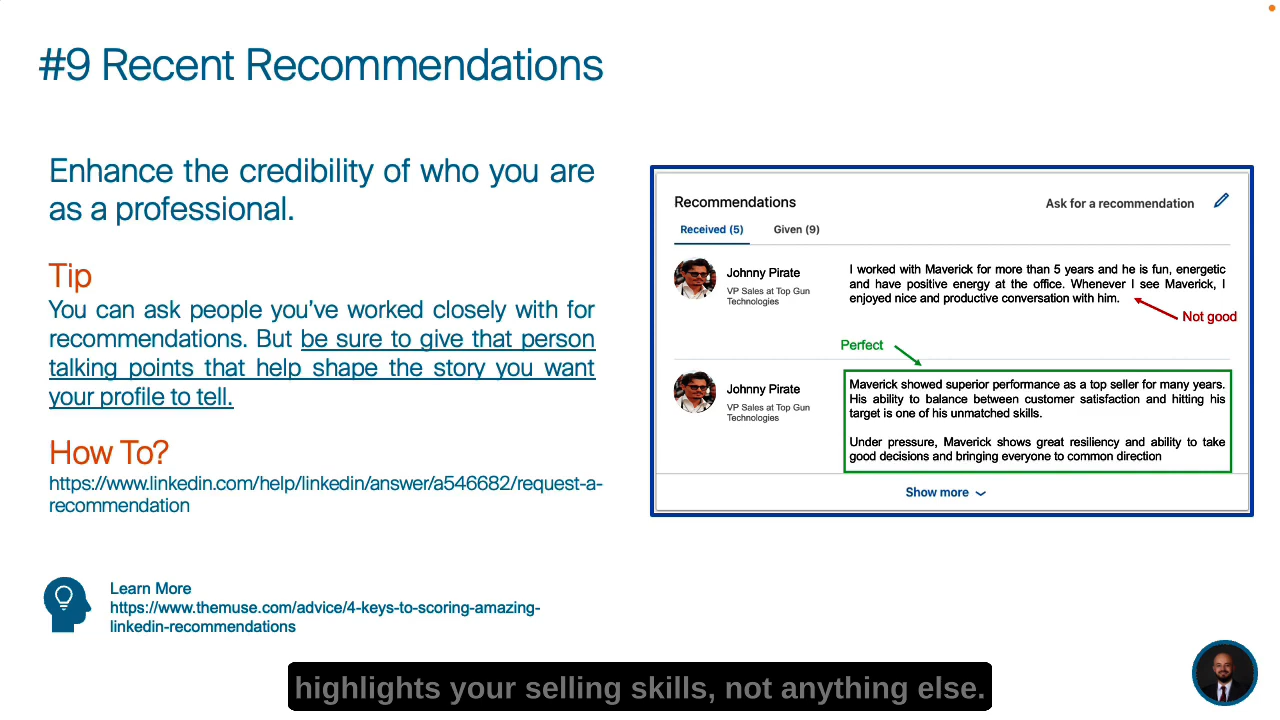 #9 Recent Recommendations
Enhance the credibility of who you are
as a professional.
Tip
You can ask people you've worked closely with for
recommendations. But be sure to give that person
talking points that help shape the story you want
your profile to tell.
How To?
https://www.linkedin.com/help/linkedin/answer/a546682/request-a-
recommendation
Learn More
https://www.themuse.com/advice/4-keys-to-scoring-amazing-
linkedin-recommendations
Recommendations
Ask for a recommendation
Received (5)
Given (9)
Johnny Pirate
VP Sales at Top Gun
Technologies
I worked with Maverick for more than 5 years and he is fun, energetic
and have positive energy at the office. Whenever I see Maverick, I
enjoyed nice and productive conversation with him.
Not good
Perfect
Johnny Pirate
VP Sales at Top Gun
Technologies
Maverick showed superior performance as a top seller for many years.
His ability to balance between customer satisfaction and hitting his
target is one of his unmatched skills.
Under pressure, Maverick shows great resiliency and ability to take
good decisions and bringing everyone to common direction
Show more
highlights your selling skills, not anything else.